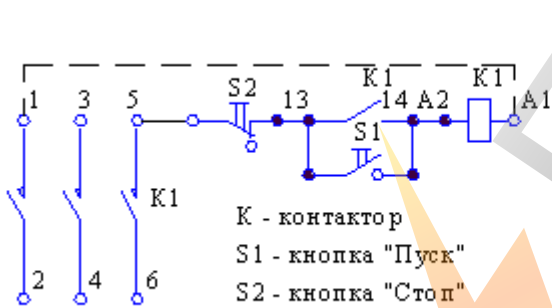 S2
K1
K1
1
3
5
13
14
A2
A1
S1
K1
2
4
6
К - контактор
S1 - кнопка "Пуск"
S2 - кнопка "Стоп"